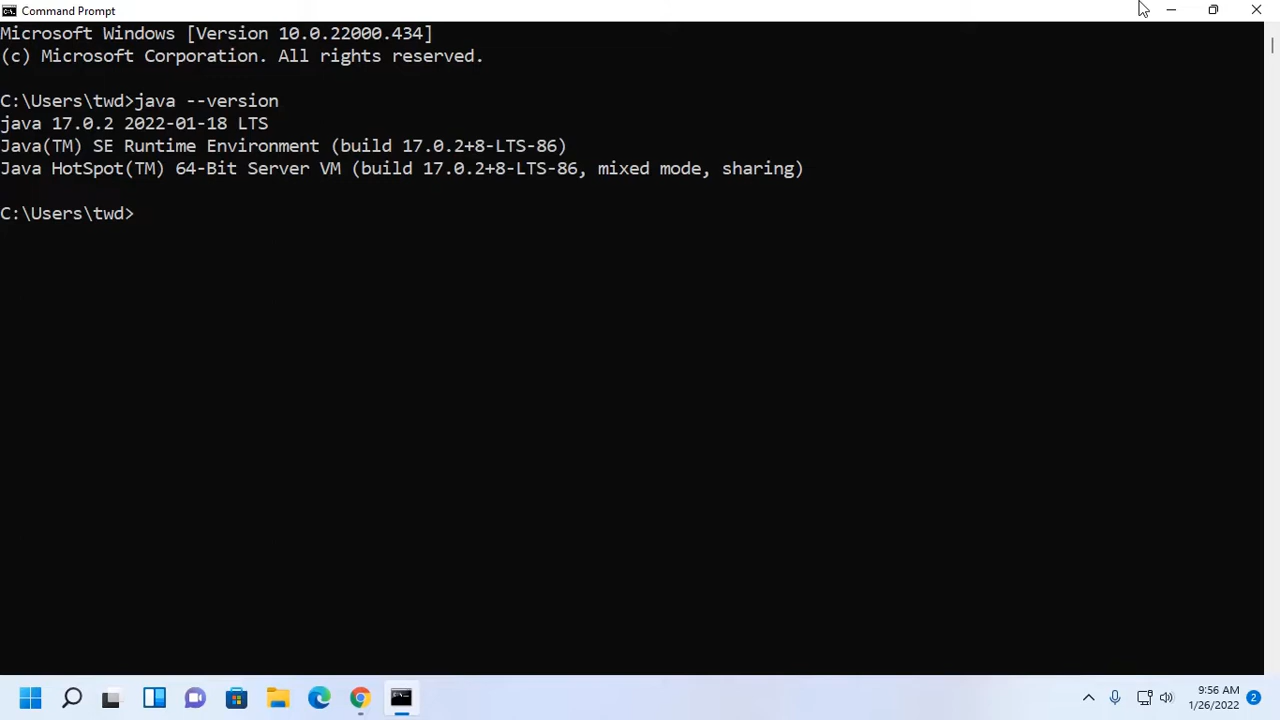 Command Prompt
Microsoft Windows [Version 10.0.22000.434]
(c) Microsoft Corporation. All rights reserved.
C:\Users\twd>java --version
java 17.0.2 2022-01-18 LTS
Java(TM) SE Runtime Environment (build 17.0.2+8-LTS-86)
Java HotSpot(TM) 64-Bit Server VM (build 17.0.2+8-LTS-86, mixed mode, sharing)
C:\Users\twd>
9:56 AM
1/26/2022
2